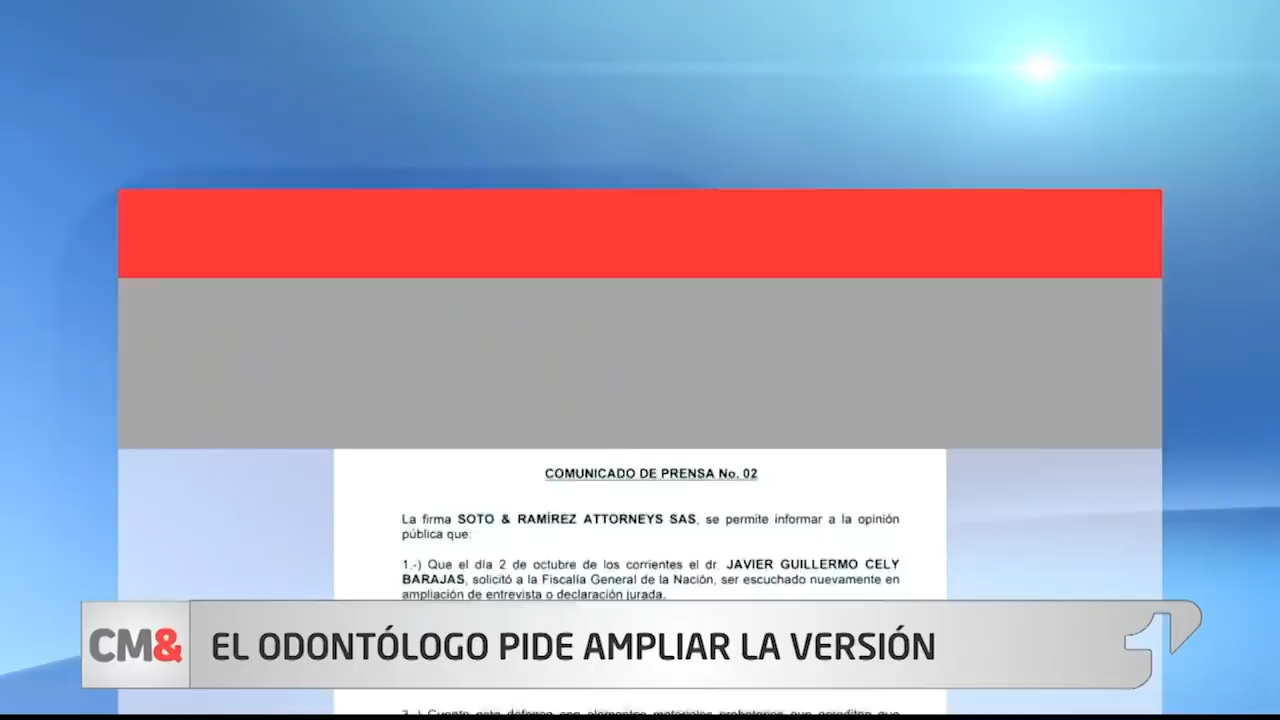 COMUNICADO DE PRENSA No. 02
La firma SOTO & RAMÍREZ ATTORNEYS SAS, se permite informar a la opinión
pública que:
1.-) Que el día 2 de octubre de los corrientes el dr. JAVIER GUILLERMO CELY
BARAJAS, solicitó a la Fiscalía General de la Nación, ser escuchado nuevamente en
ampliación de entrevista o declaración jurada.
CM& EL ODONTÓLOGO PIDE AMPLIAR LA VERSIÓN 1